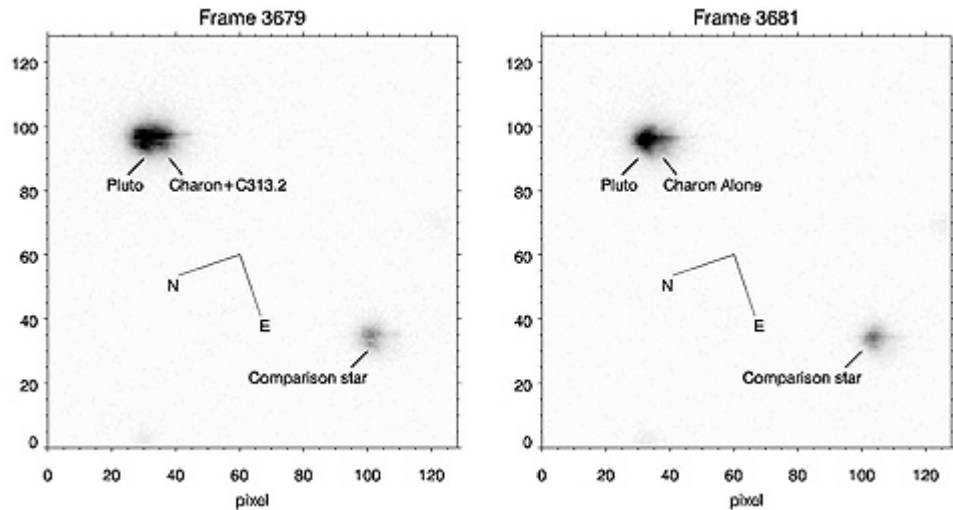 Frame 3679
120
100
80
60
40
20
0
Pluto
Charon+C313.2
N
E
Comparison star
0 20 40 60 80 100 120
pixel
Frame 3681
120
100
80
60
40
20
0
Pluto
Charon Alone
N
E
Comparison star
0 20 40 60 80 100 120
pixel